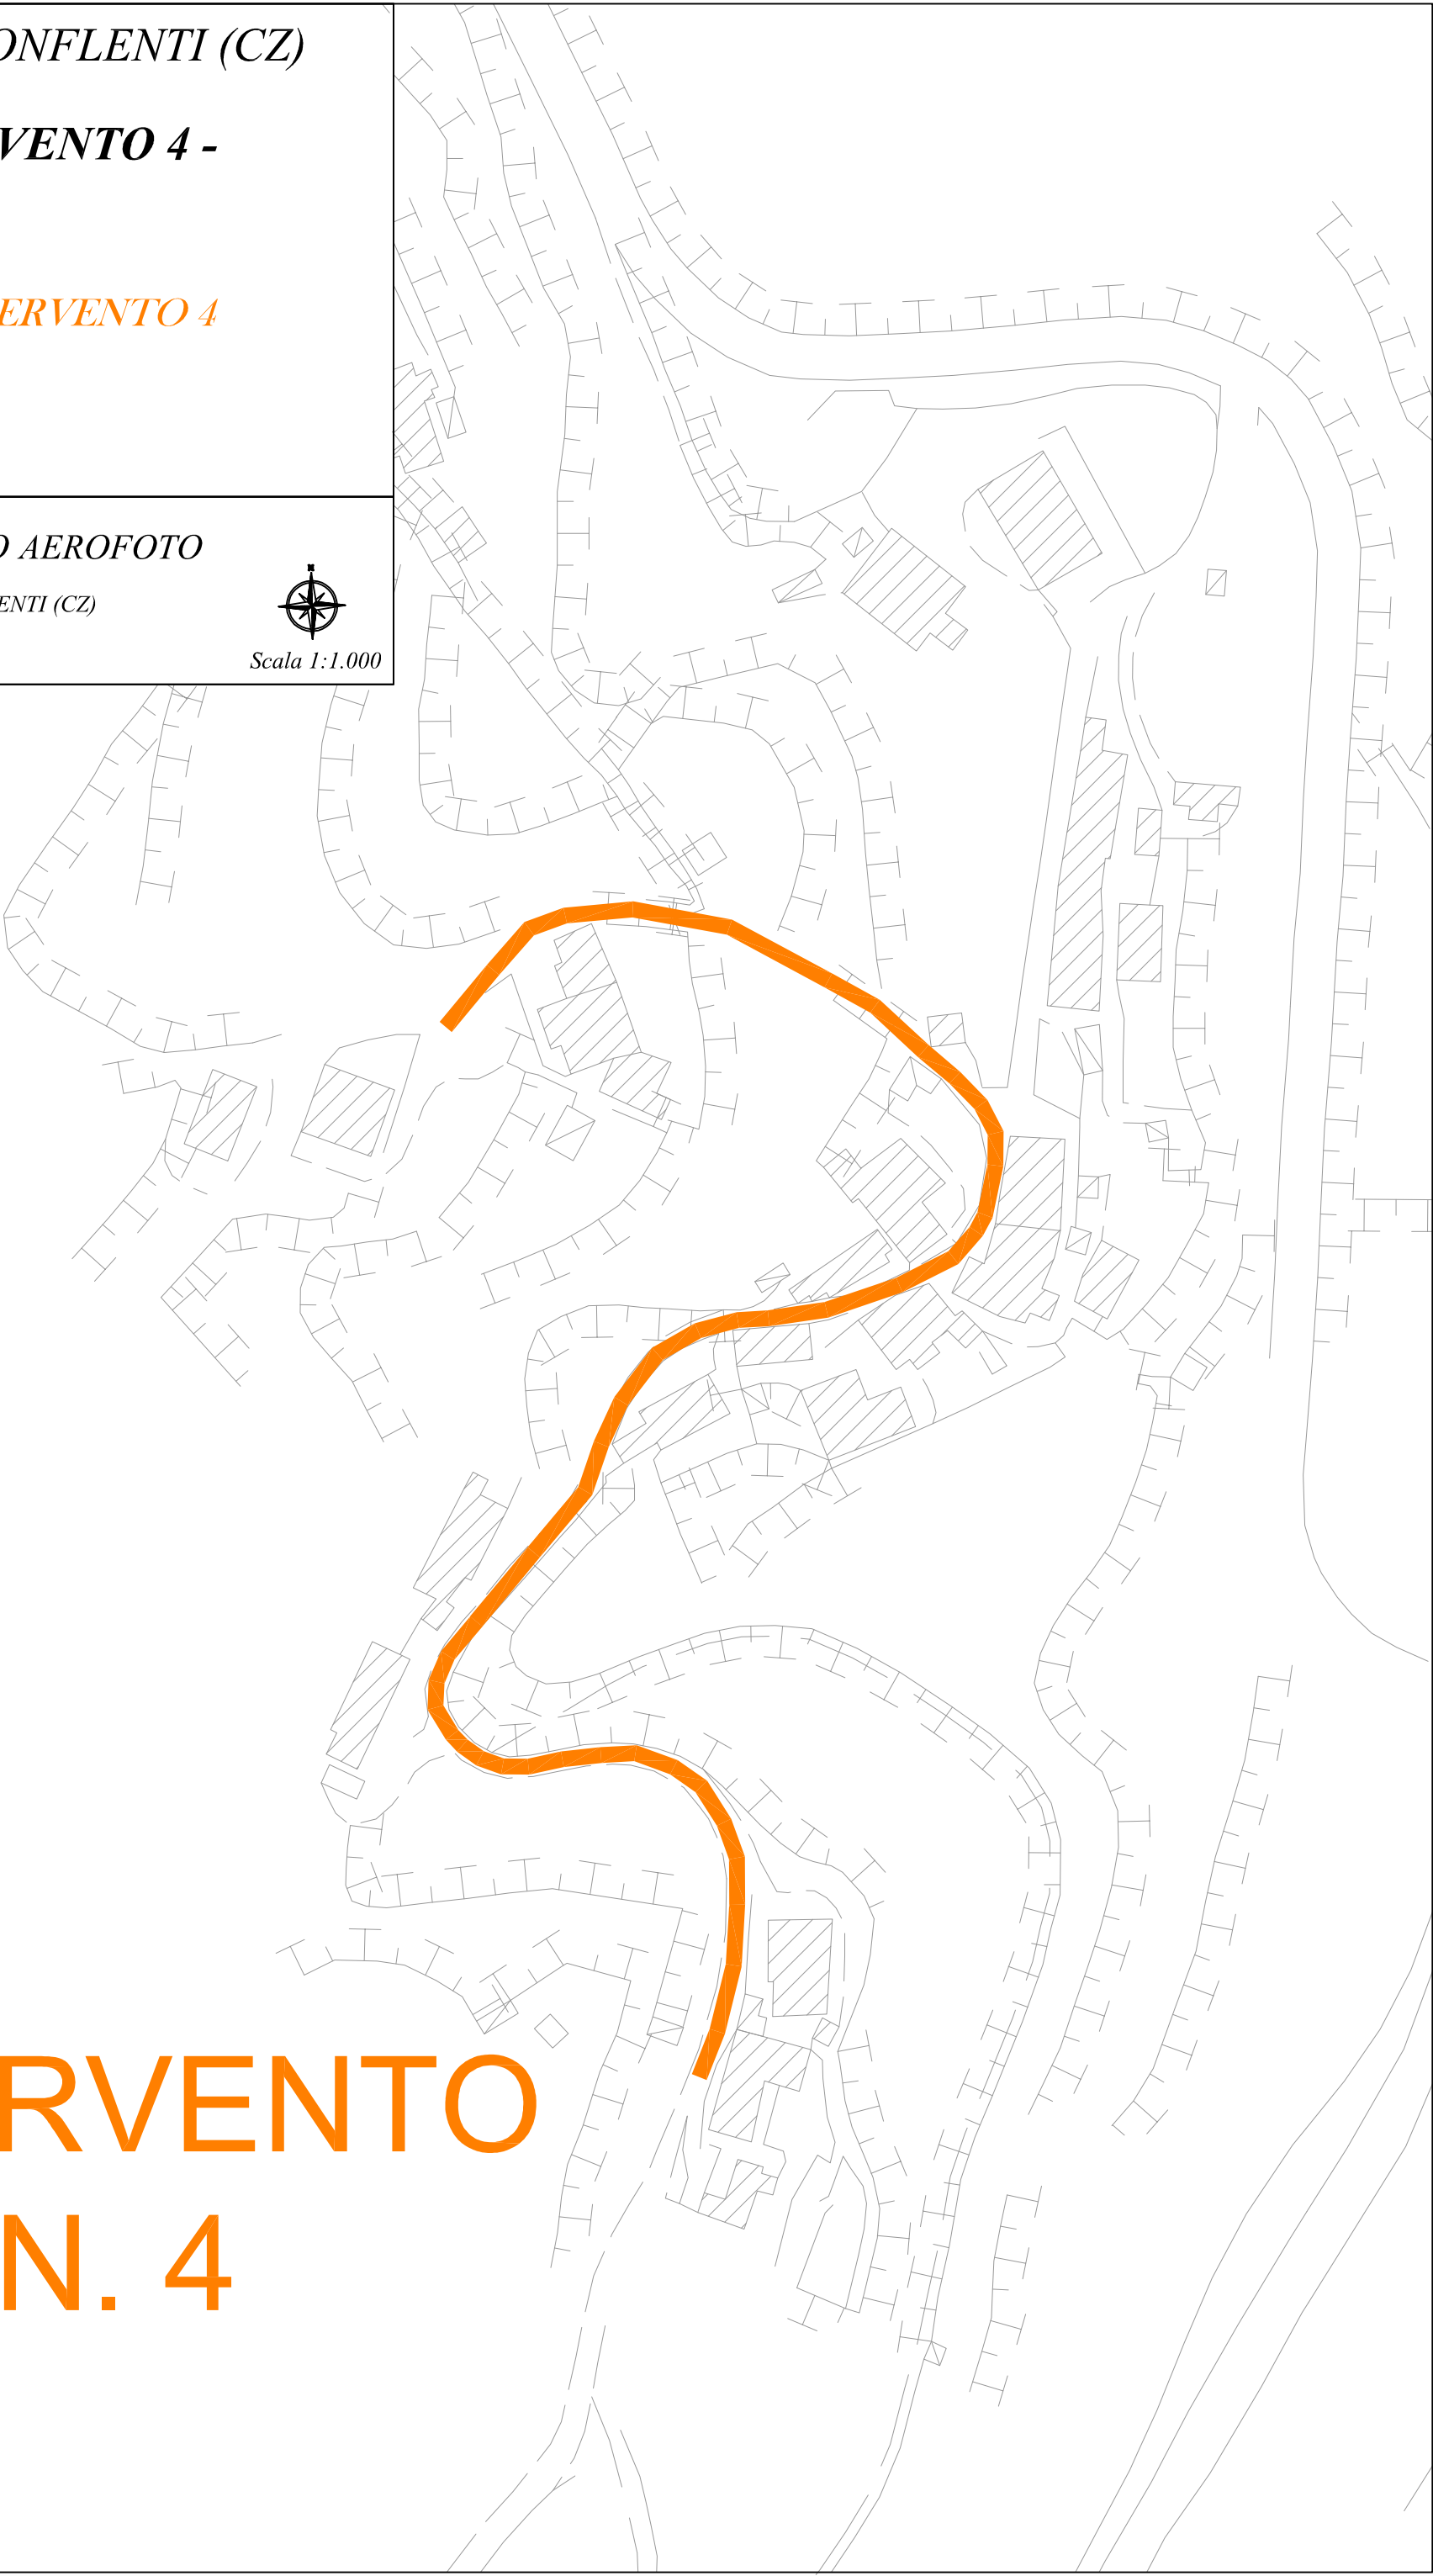 ONFLENTI (CZ)
VENTO 4 -
ERVENTO 4
O AEROFOTO
ENTI (CZ)
Scala 1:1.000
RVENTO
N. 4